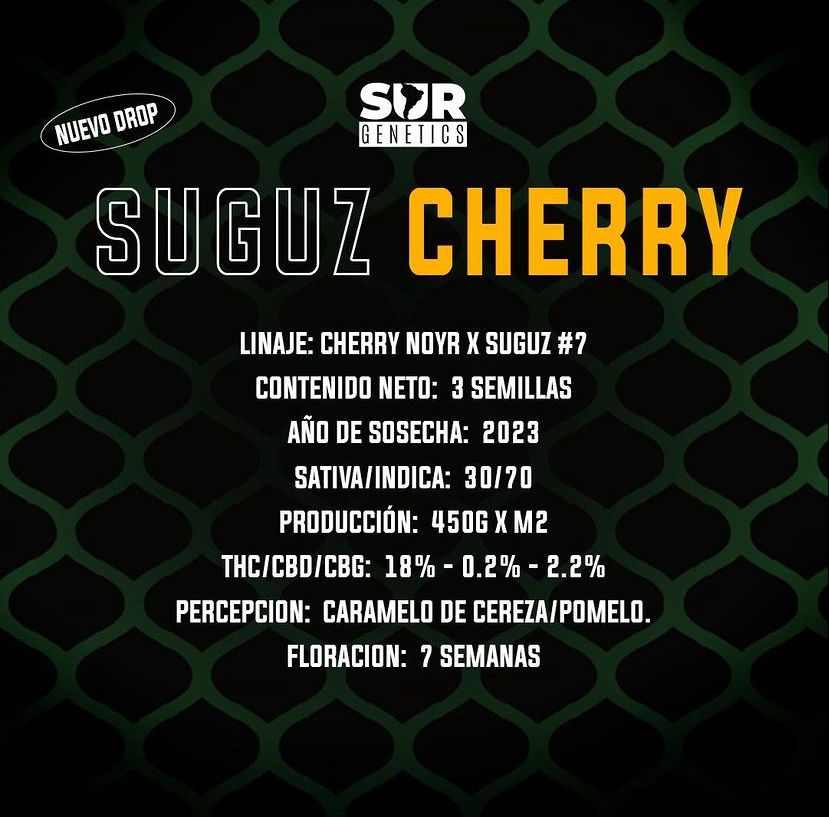 NUEVO DROP
SUR
GENETICS
SUGUZ CHERRY
LINAJE: CHERRY NOYR X SUGUZ #7
CONTENIDO NETO: 3 SEMILLAS
AÑO DE SOSECHA: 2023
SATIVA/INDICA: 30/70
PRODUCCIÓN: 450G X M2
THC/CBD/CBG: 18% - 0.2% - 2.2%
PERCEPCION: CARAMELO DE CEREZA/POMELO.
FLORACION: 7 SEMANAS